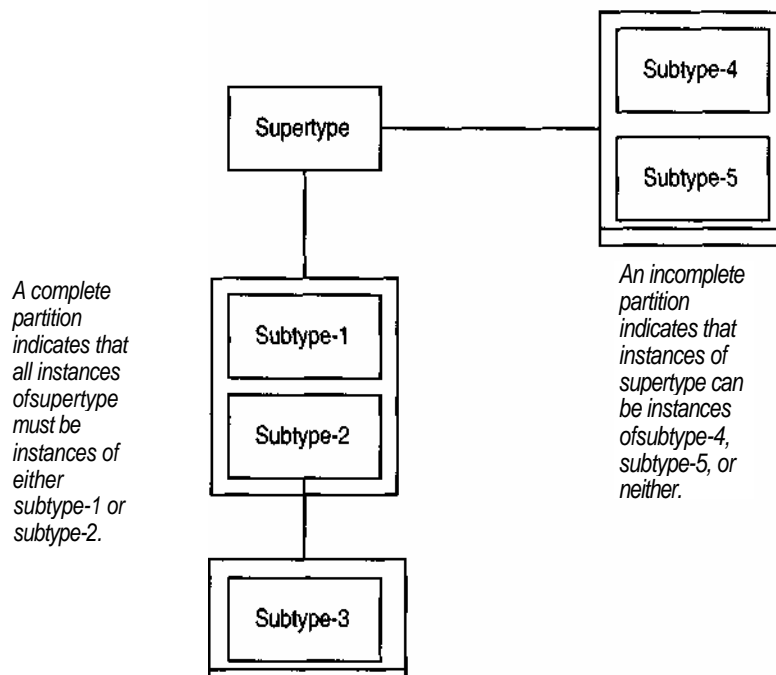 Subtype-4
Supertype
Subtype-5
A complete
partition
indicates that
all instances
ofsupertype
must be
instances of
either
subtype-1 or
subtype-2.
Subtype-1
Subtype-2
An incomplete
partition
indicates that
instances of
supertype can
be instances
ofsubtype-4,
subtype-5, or
neither.
Subtype-3